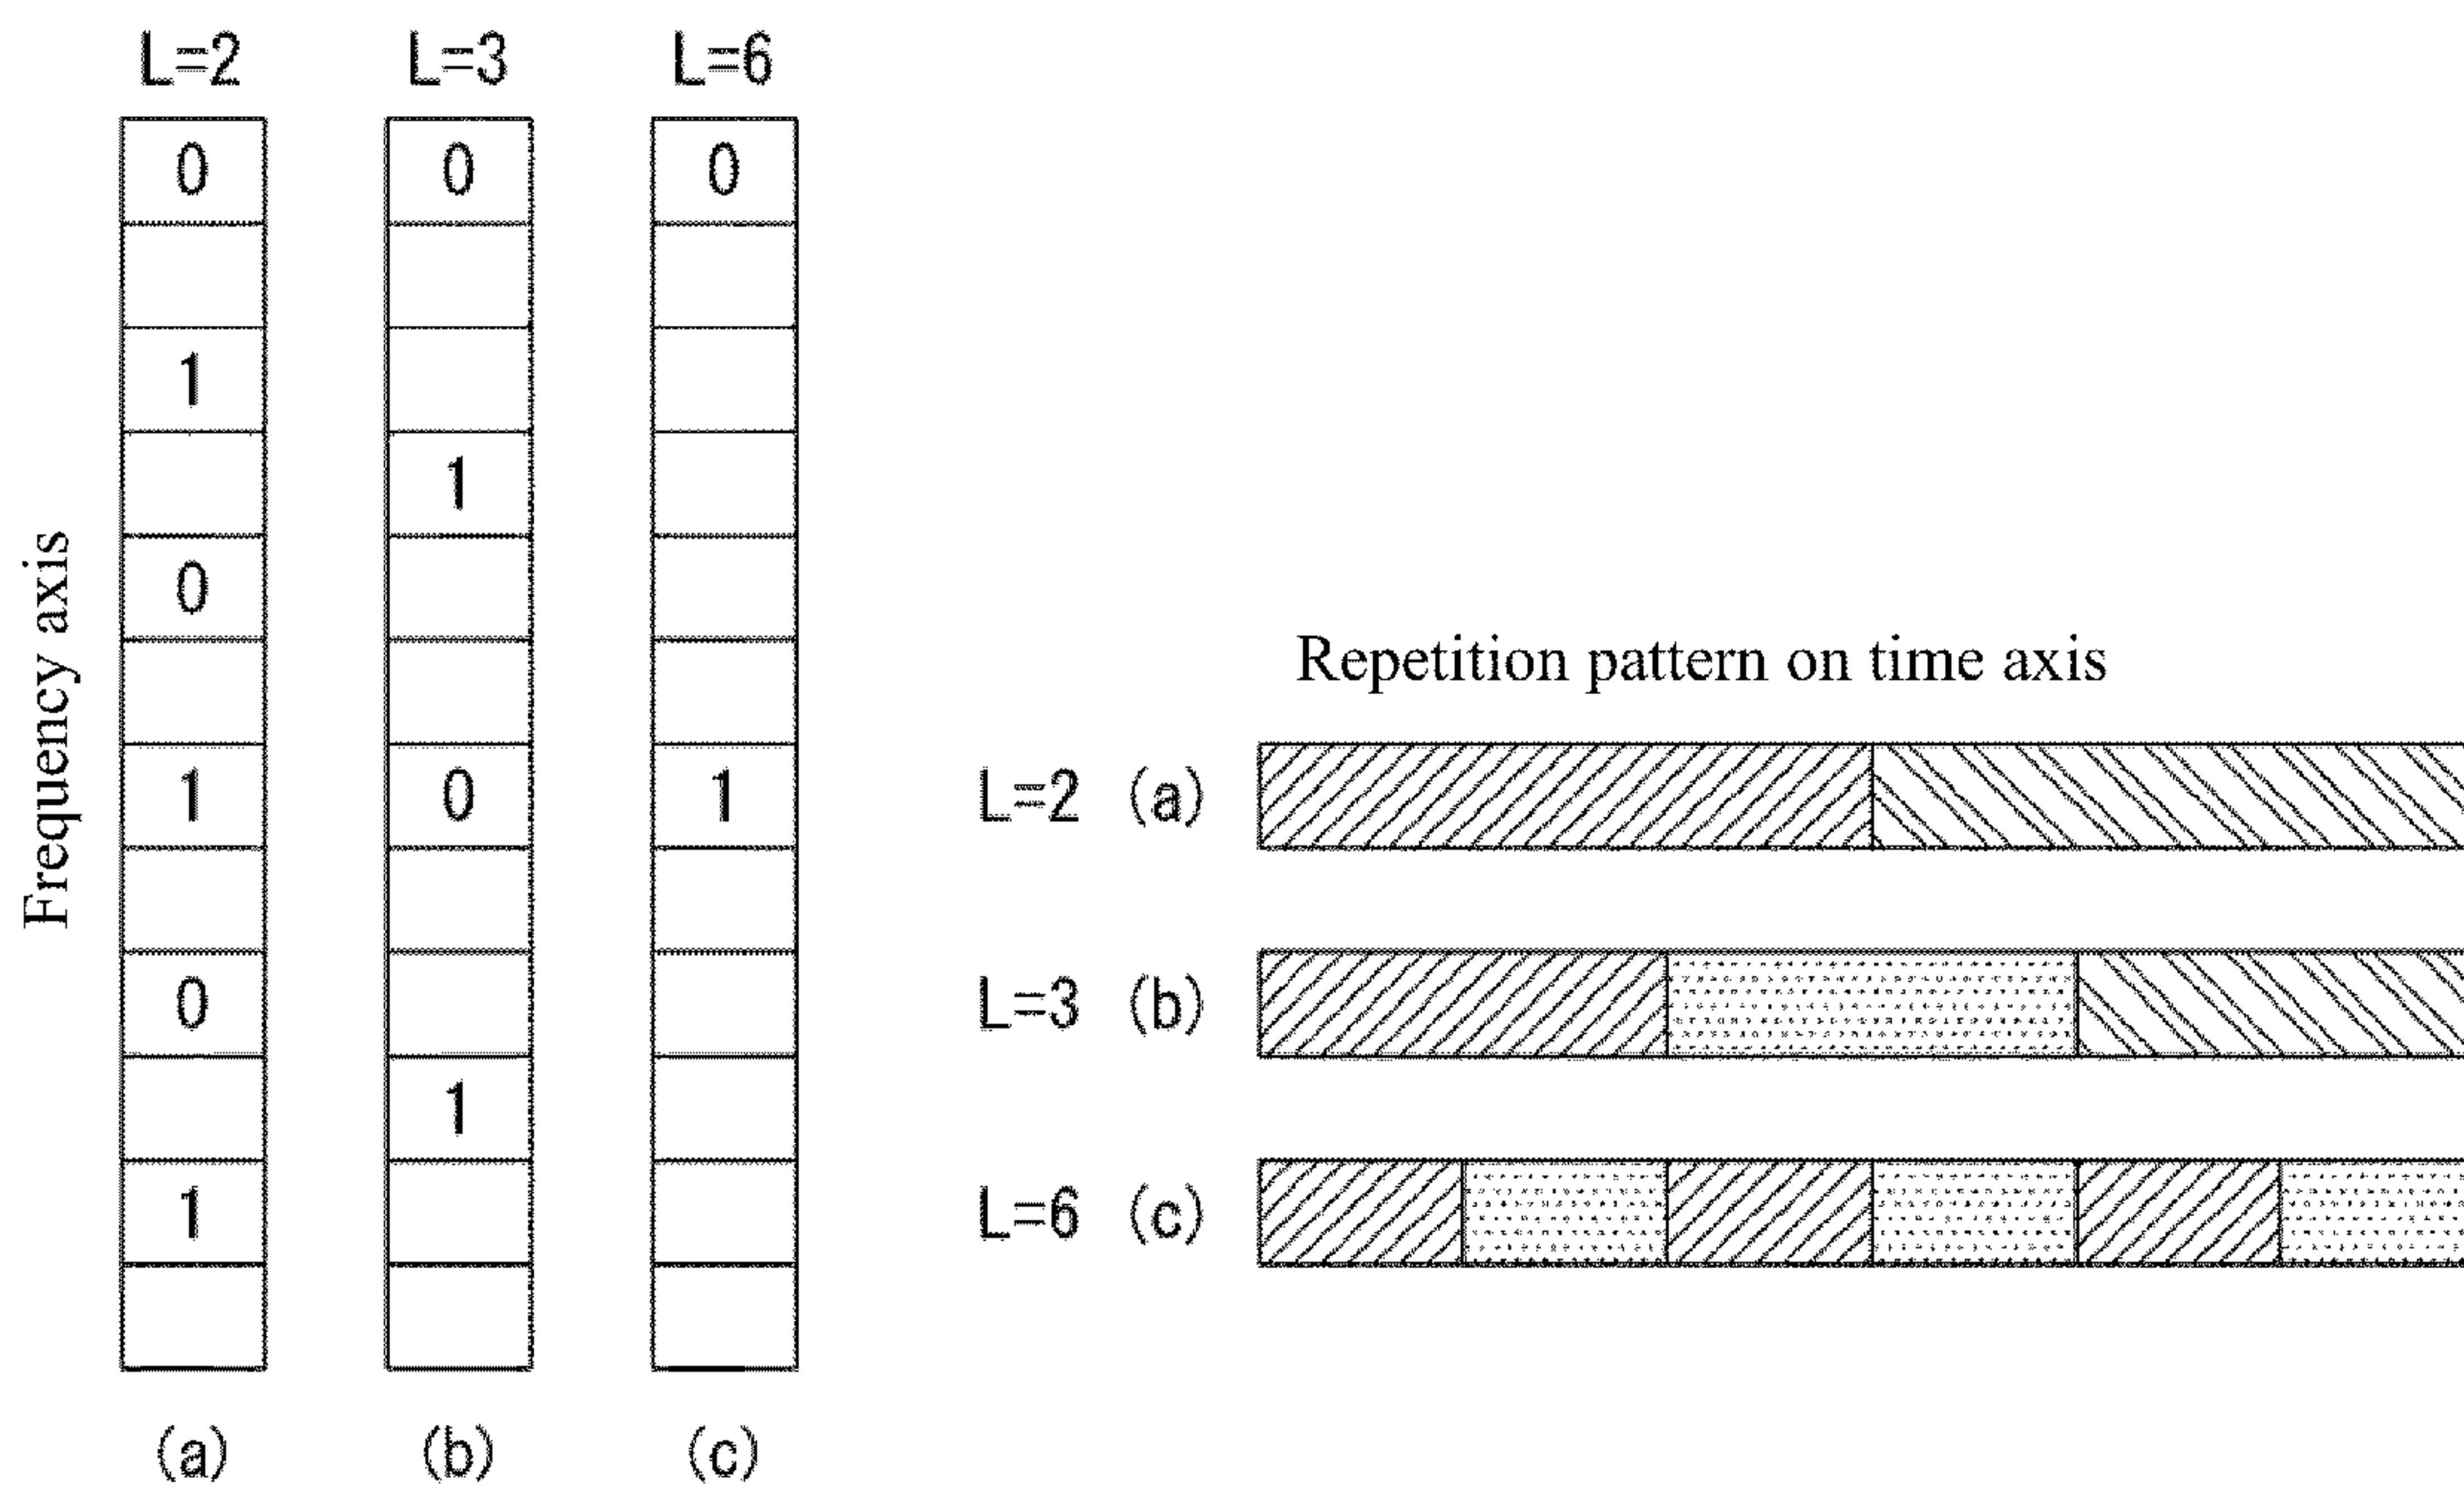 L=2 L=3 L=6
0 0 0
1
1
0
1 0 1
0
1
1
(a) (b) (c)
Frequency axis
Repetition pattern on time axis
L=2 (a)
L=3 (b)
L=6 (c)